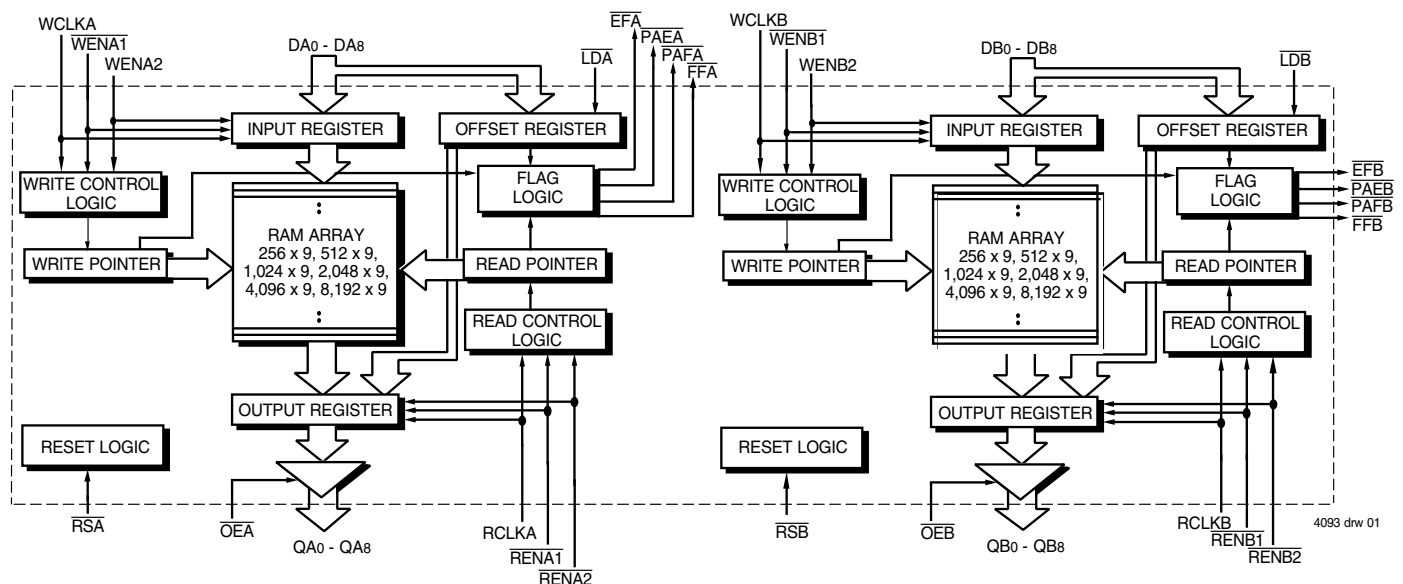 WCLKA
WENA1
WENA2
DA0 - DA8
LDA
EFA
PAEA
PAFA
FFA
INPUT REGISTER
OFFSET REGISTER
WRITE CONTROL
LOGIC
FLAG
LOGIC
WRITE POINTER
RAM ARRAY
256 x 9, 512 x 9,
1,024 x 9, 2,048 x 9,
4,096 x 9, 8,192 x 9
READ POINTER
READ CONTROL
LOGIC
OUTPUT REGISTER
RESET LOGIC
RSA
OEA
QA0 - QA8
RCLKA
RENA1
RENA2
WCLKB
WENB1
WENB2
DB0 - DB8
LDB
INPUT REGISTER
OFFSET REGISTER
WRITE CONTROL
LOGIC
FLAG
LOGIC
EFB
PAEB
PAFB
FFB
WRITE POINTER
RAM ARRAY
256 x 9, 512 x 9,
1,024 x 9, 2,048 x 9,
4,096 x 9, 8,192 x 9
READ POINTER
READ CONTROL
LOGIC
OUTPUT REGISTER
RESET LOGIC
RSB
OEB
QB0 - QB8
RCLKB
RENB1
RENB2
4093 drw 01